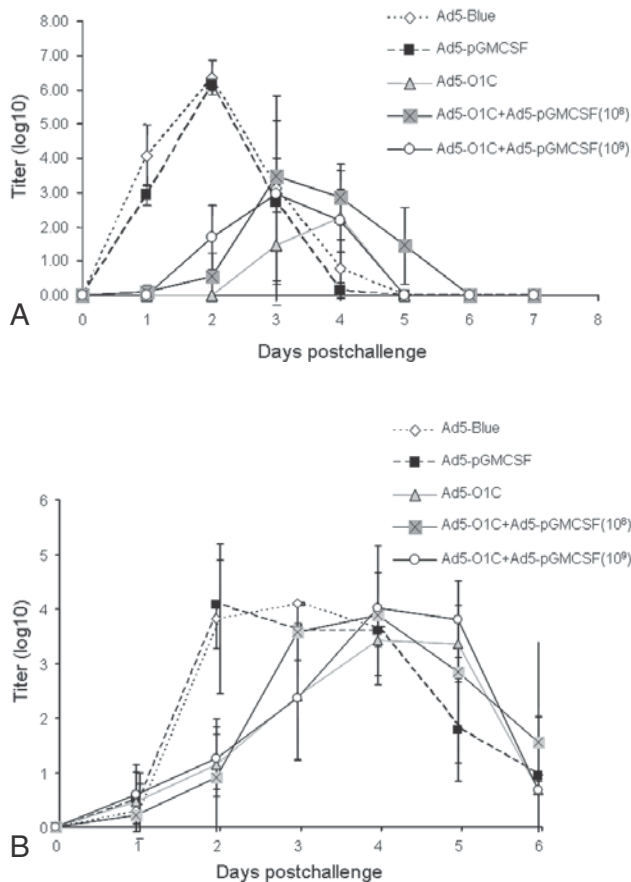 Ad5-Blue
Ad5-pGMCSF
Ad5-O1C
Ad5-O1C+Ad5-pGMCSF(10⁸)
Ad5-O1C+Ad5-pGMCSF(10⁹)
Titer (log10)
8.00
7.00
6.00
5.00
4.00
3.00
2.00
1.00
0.00
0 1 2 3 4 5 6 7 8
Days postchallenge
A
Ad5-Blue
Ad5-pGMCSF
Ad5-O1C
Ad5-O1C+Ad5-pGMCSF(10⁸)
Ad5-O1C+Ad5-pGMCSF(10⁹)
Titer (log10)
6
5
4
3
2
1
0
0 1 2 3 4 5 6
Days postchallenge
B